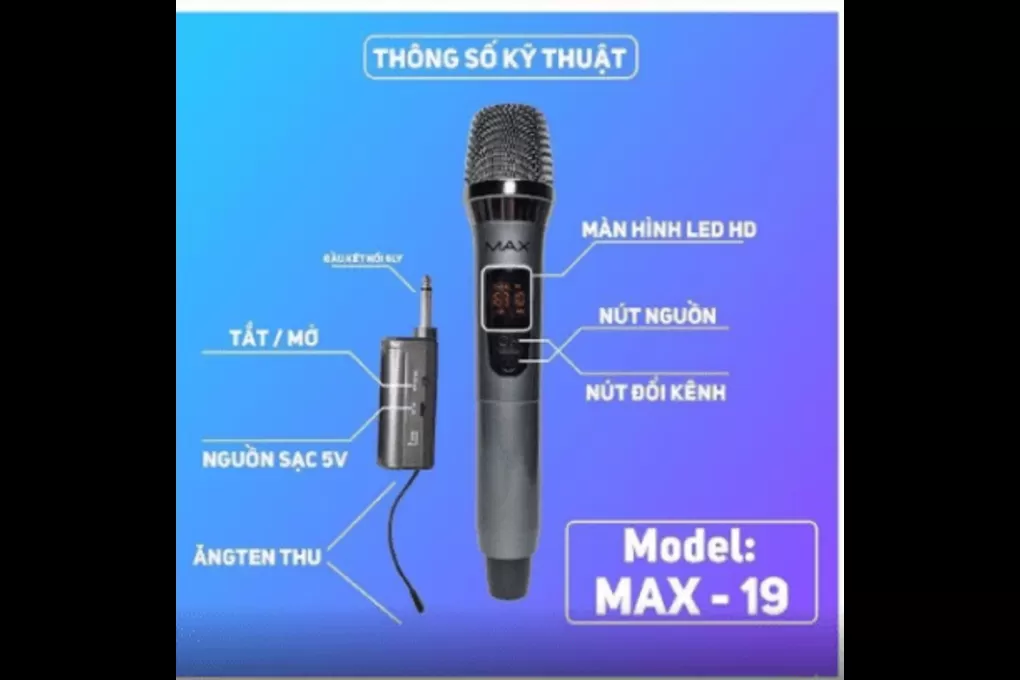 THÔNG SỐ KỸ THUẬT
MAX
MÀN HÌNH LED HD
ĐẦU KẾT NỐI 6LY
NÚT NGUỒN
TẮT / MỞ
NÚT ĐỔI KÊNH
NGUỒN SẠC 5V
ĂNGTEN THU
Model:
MAX - 19